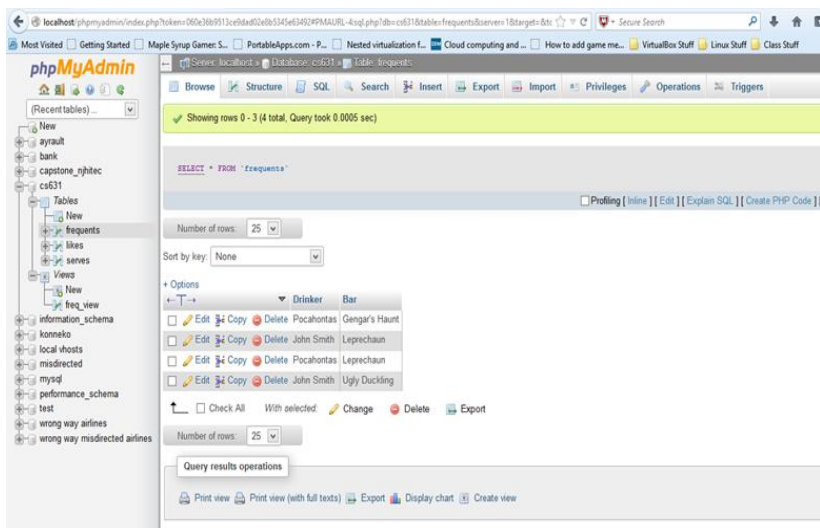 localhost/phpmyadmin/index.php?token=060e36b9513ce9dad02e8b5345e63492#PMAURL-4:sql.php?db=cs631&table=frequents&server=1&target=&tc
Secure Search
Most Visited Getting Started Maple Syrup Gamer: S... PortableApps.com - P... Nested virtualization f... Cloud computing and ... How to add game me... VirtualBox Stuff Linux Stuff Class Stuff
phpMyAdmin
(Recent tables) ...
New
ayrault
bank
capstone_njhitec
cs631
Tables
New
frequents
likes
serves
Views
New
freq_view
information_schema
konneko
local vhosts
misdirected
mysql
performance_schema
test
wrong way airlines
wrong way misdirected airlines
Server: localhost » Database: cs631 » Table: frequents
Browse Structure SQL Search Insert Export Import Privileges Operations Triggers
Showing rows 0 - 3 (4 total, Query took 0.0005 sec)
SELECT * FROM `frequents`
Profiling [ Inline ] [ Edit ] [ Explain SQL ] [ Create PHP Code ] [
Number of rows: 25
Sort by key: None
+ Options
←T→ Drinker Bar
Edit Copy Delete Pocahontas Gengar's Haunt
Edit Copy Delete John Smith Leprechaun
Edit Copy Delete Pocahontas Leprechaun
Edit Copy Delete John Smith Ugly Duckling
Check All With selected: Change Delete Export
Number of rows: 25
Query results operations
Print view Print view (with full texts) Export Display chart Create view